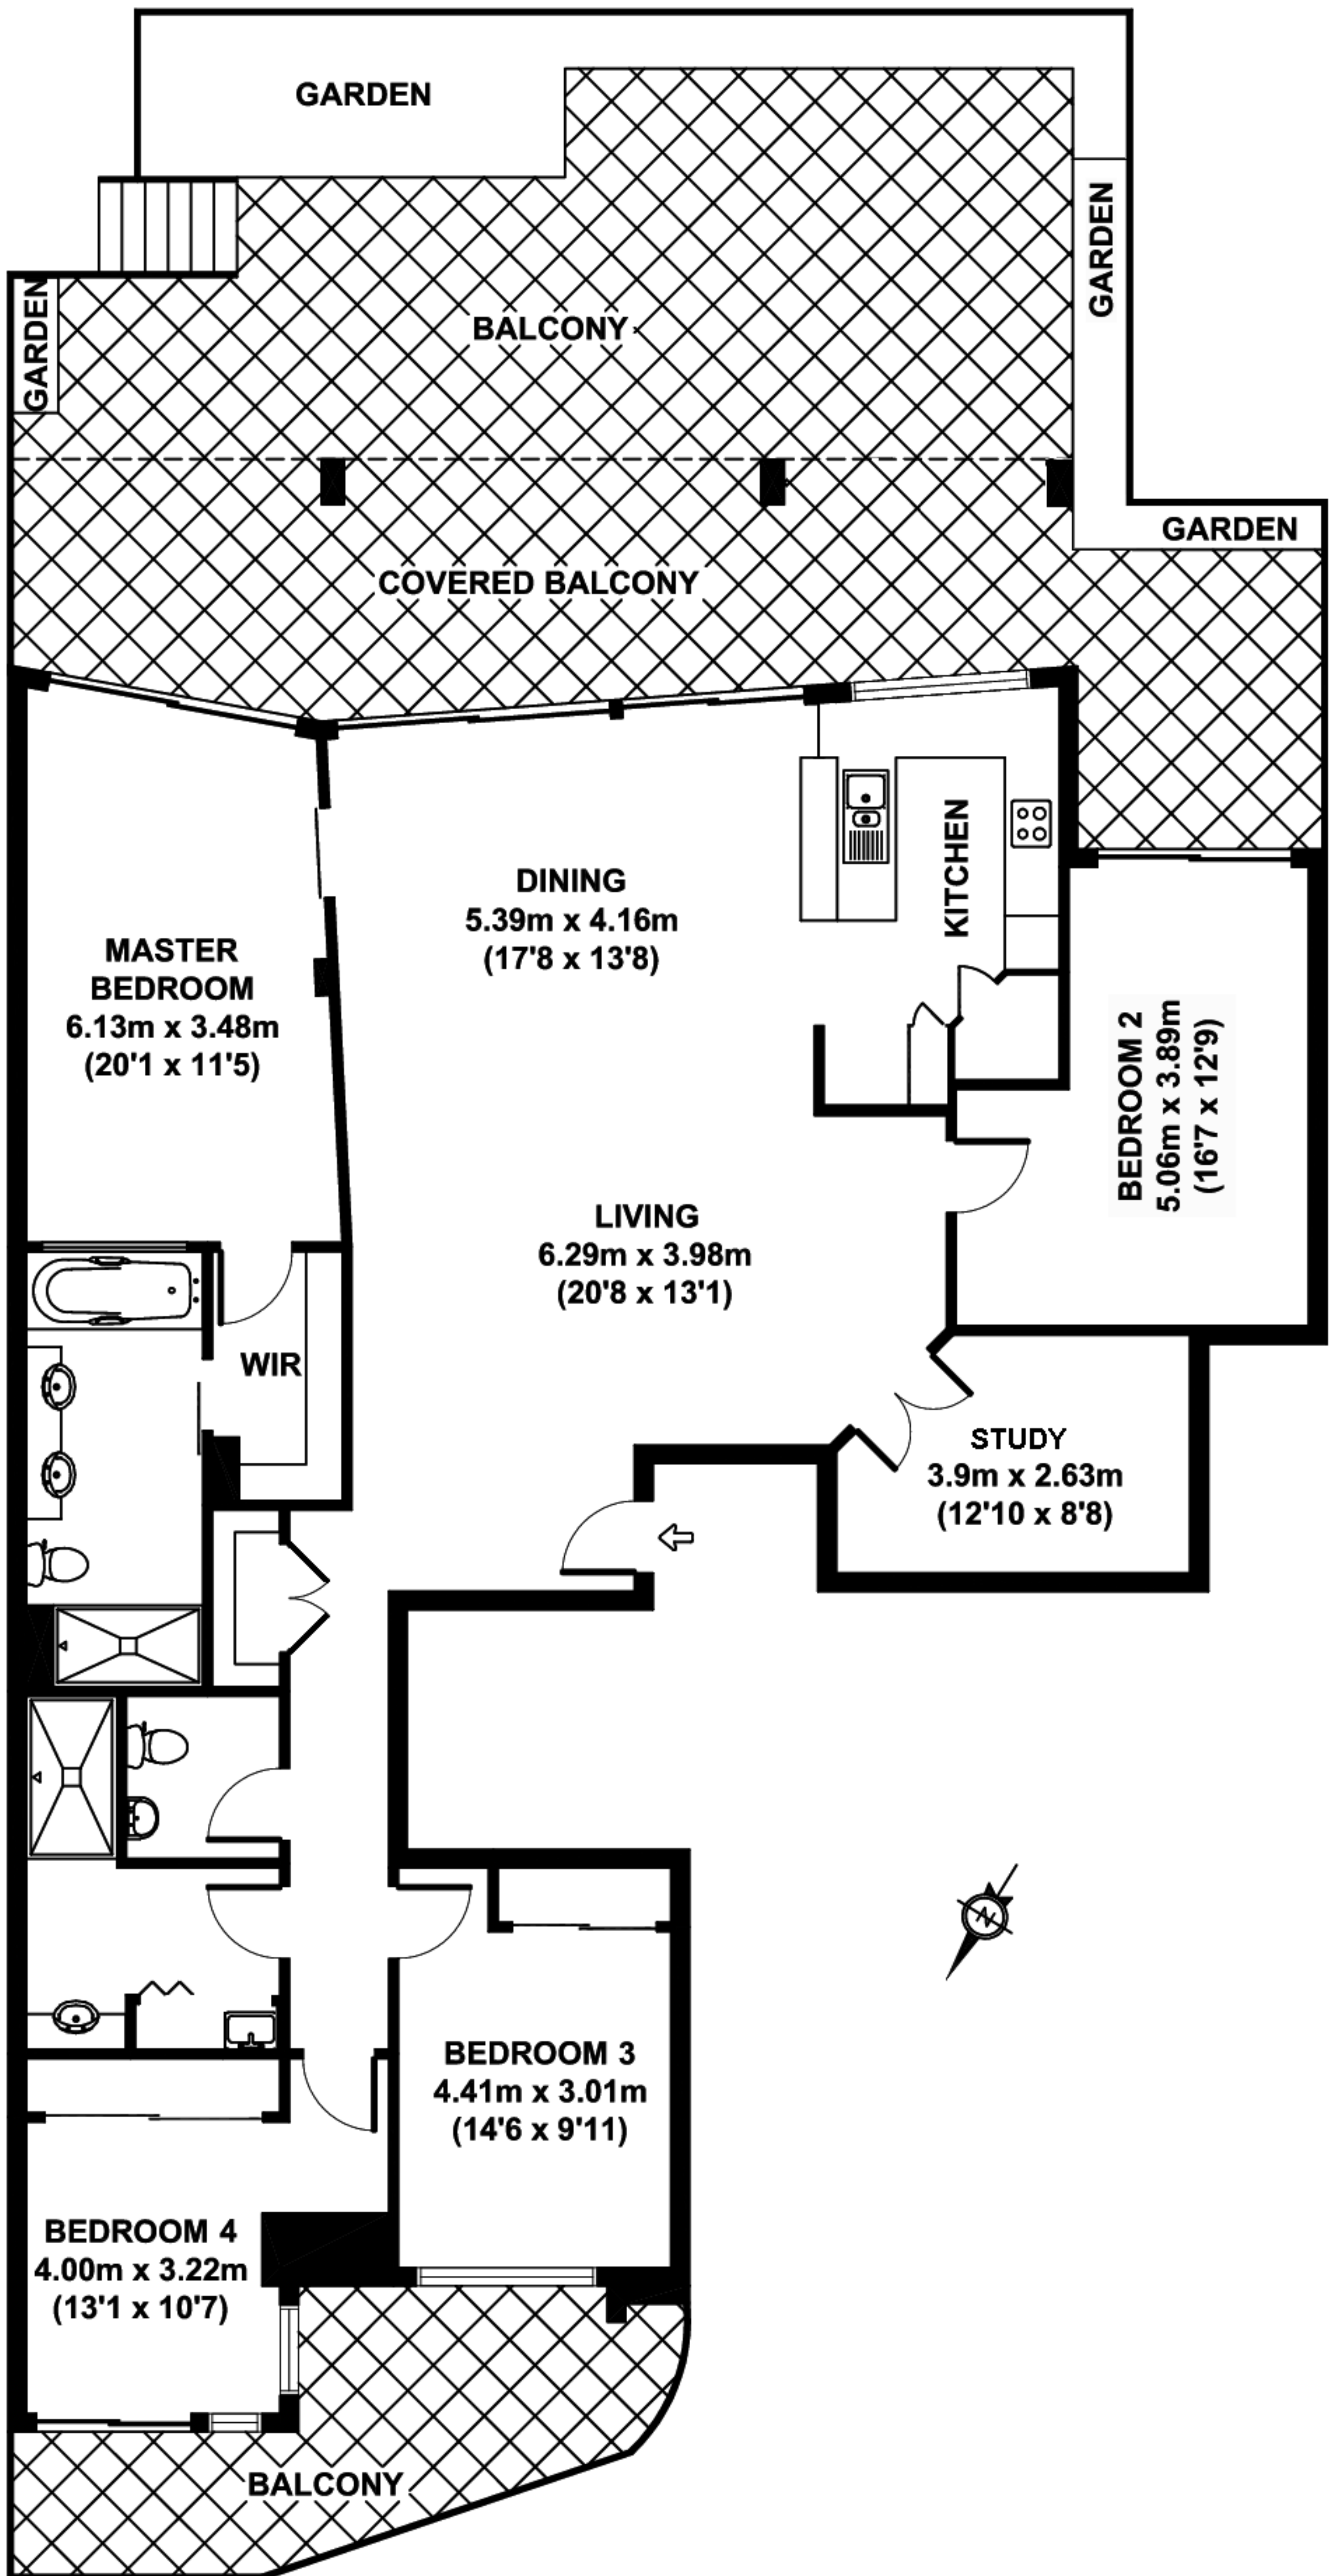 GARDEN
GARDEN
GARDEN
BALCONY
GARDEN
COVERED BALCONY
KITCHEN
DINING
5.39m x 4.16m
(17'8 x 13'8)
MASTER
BEDROOM
6.13m x 3.48m
(20'1 x 11'5)
BEDROOM 2
5.06m x 3.89m
(16'7 x 12'9)
LIVING
6.29m x 3.98m
(20'8 x 13'1)
WIR
STUDY
3.9m x 2.63m
(12'10 x 8'8)
N
BEDROOM 3
4.41m x 3.01m
(14'6 x 9'11)
BEDROOM 4
4.00m x 3.22m
(13'1 x 10'7)
BALCONY